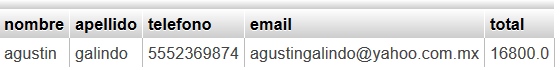 nombre apellido telefono email total
agustin galindo 5552369874 agustingalindo@yahoo.com.mx 16800.0